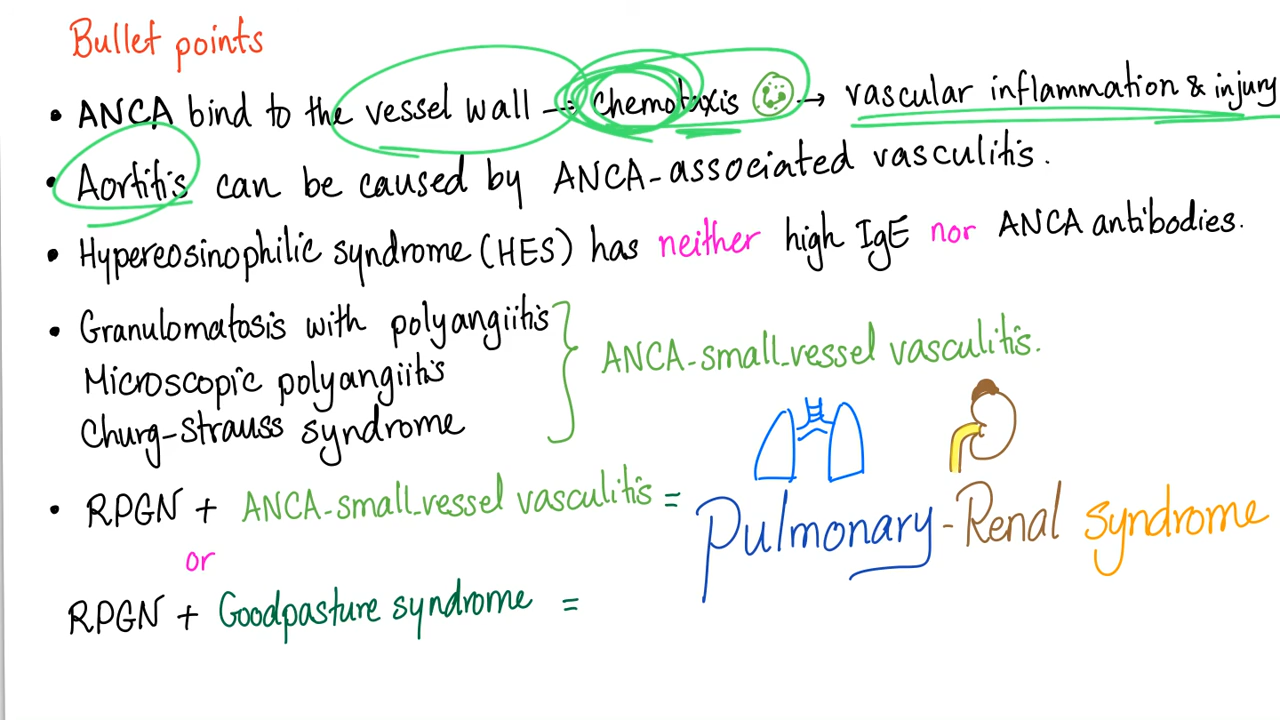 Bullet points
• ANCA bind to the vessel wall → Chemotaxis → vascular inflammation & injury
• Aortitis can be caused by ANCA-associated vasculitis.
• Hypereosinophilic syndrome (HES) has neither high IgE nor ANCA antibodies.
• Granulomatosis with polyangiitis
Microscopic polyangiitis
Churg-Strauss syndrome
ANCA-small-vessel vasculitis.
• RPGN + ANCA-small-vessel vasculitis =
or
RPGN + Goodpasture syndrome =
Pulmonary-Renal syndrome